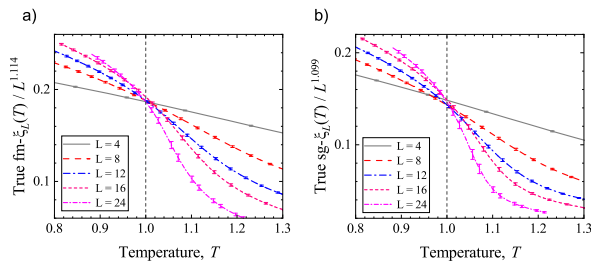 a)
True fm-ξL(T) / L^1.114
0.2
0.1
L = 4
L = 8
L = 12
L = 16
L = 24
0.8 0.9 1.0 1.1 1.2 1.3
Temperature, T
b)
True sg-ξL(T) / L^1.099
0.2
0.1
L = 4
L = 8
L = 12
L = 16
L = 24
0.8 0.9 1.0 1.1 1.2 1.3
Temperature, T